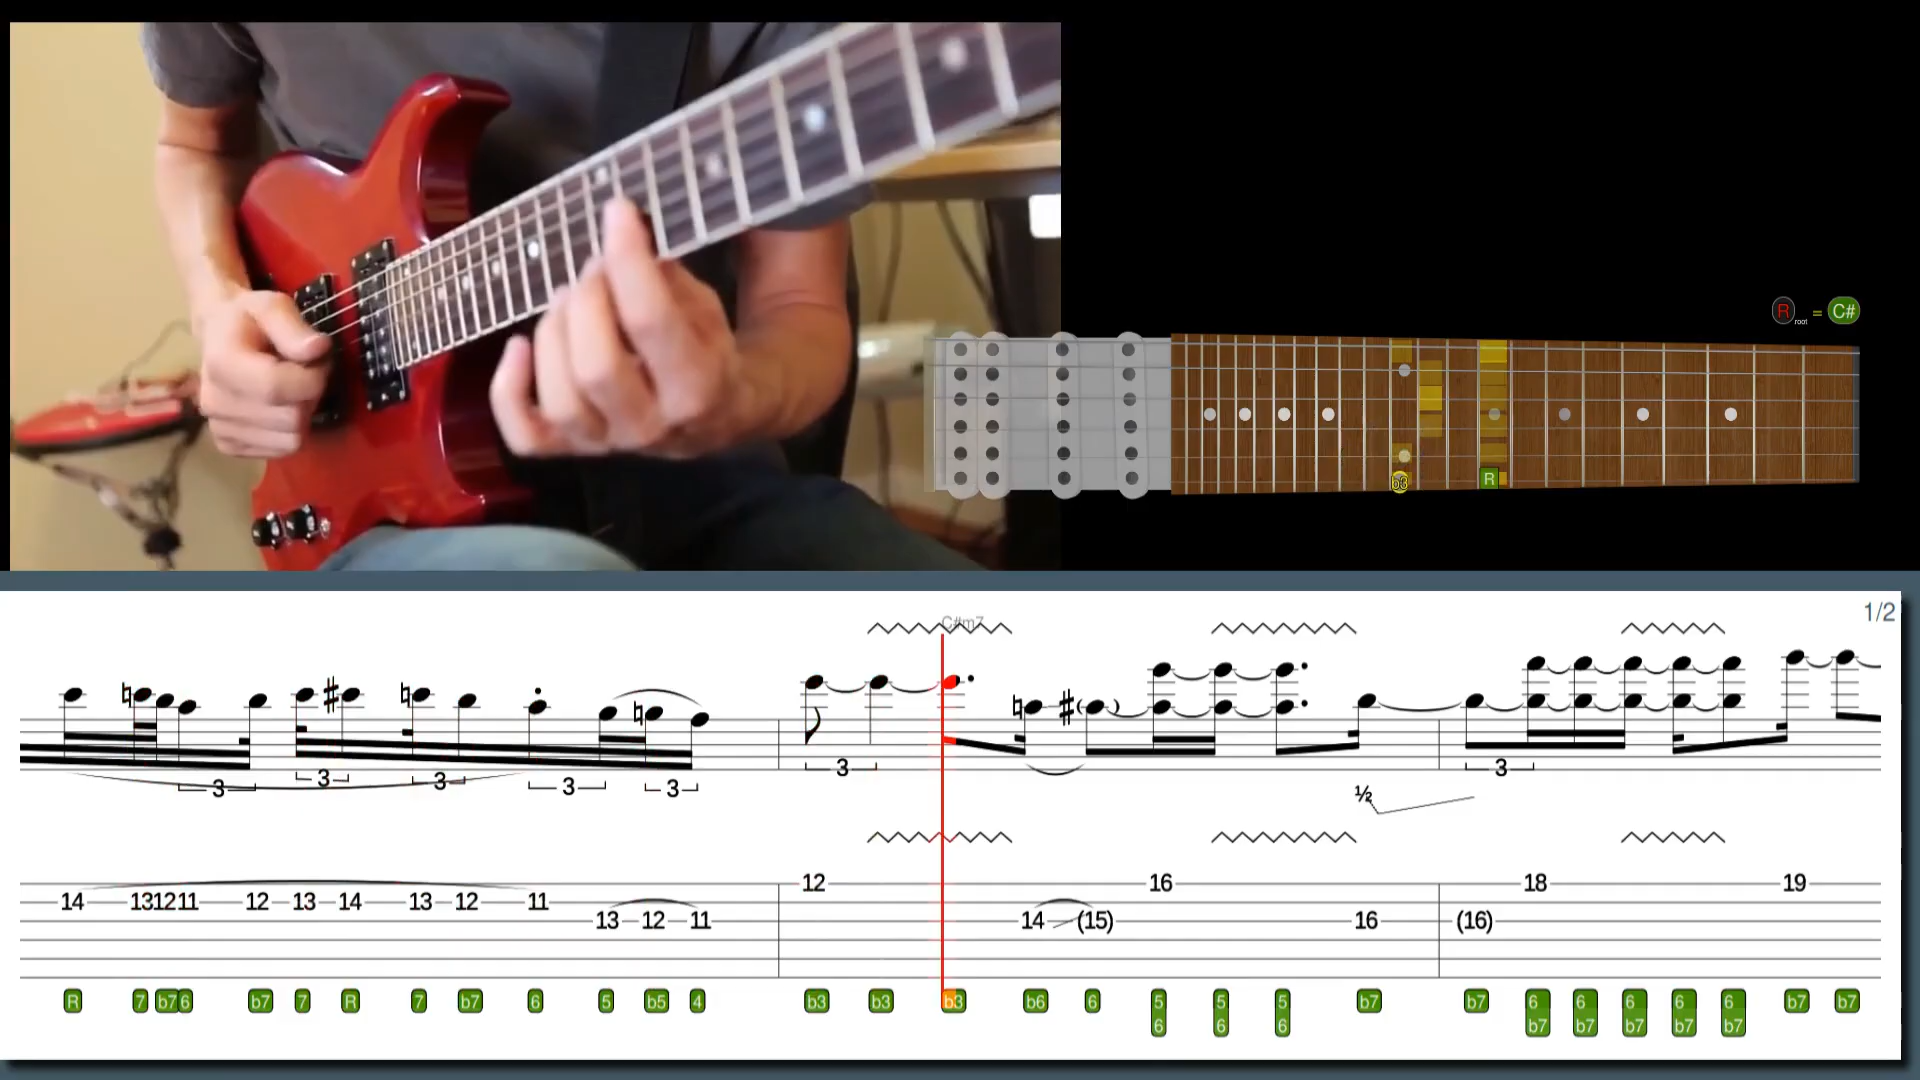 R root = C#
b3 R
1/2
C#m7
3 3 3 3 3 3 3
½
12 16 18 19
14 13 12 11 12 13 14 13 12 11
13 12 11 14 (15) 16 (16)
R 7 b7 6 b7 7 R 7 b7 6 5 b5 4 b3 b3 b3 b6 6 5 5 5 b7 b7 6 6 6 6 6 b7 b7
6 6 6 b7 b7 b7 b7 b7